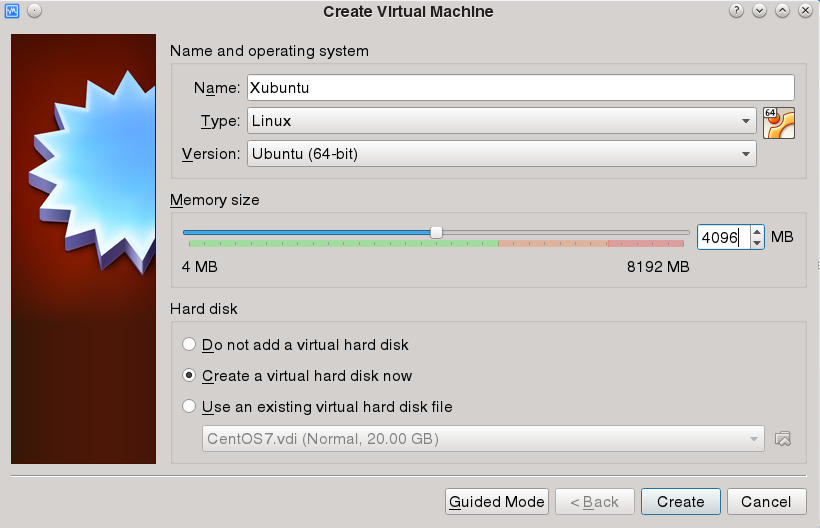 Create Virtual Machine
Name and operating system
Name: Xubuntu
Type: Linux
64
Version: Ubuntu (64-bit)
Memory size
4096 MB
4 MB 8192 MB
Hard disk
Do not add a virtual hard disk
Create a virtual hard disk now
Use an existing virtual hard disk file
CentOS7.vdi (Normal, 20.00 GB)
Guided Mode < Back Create Cancel